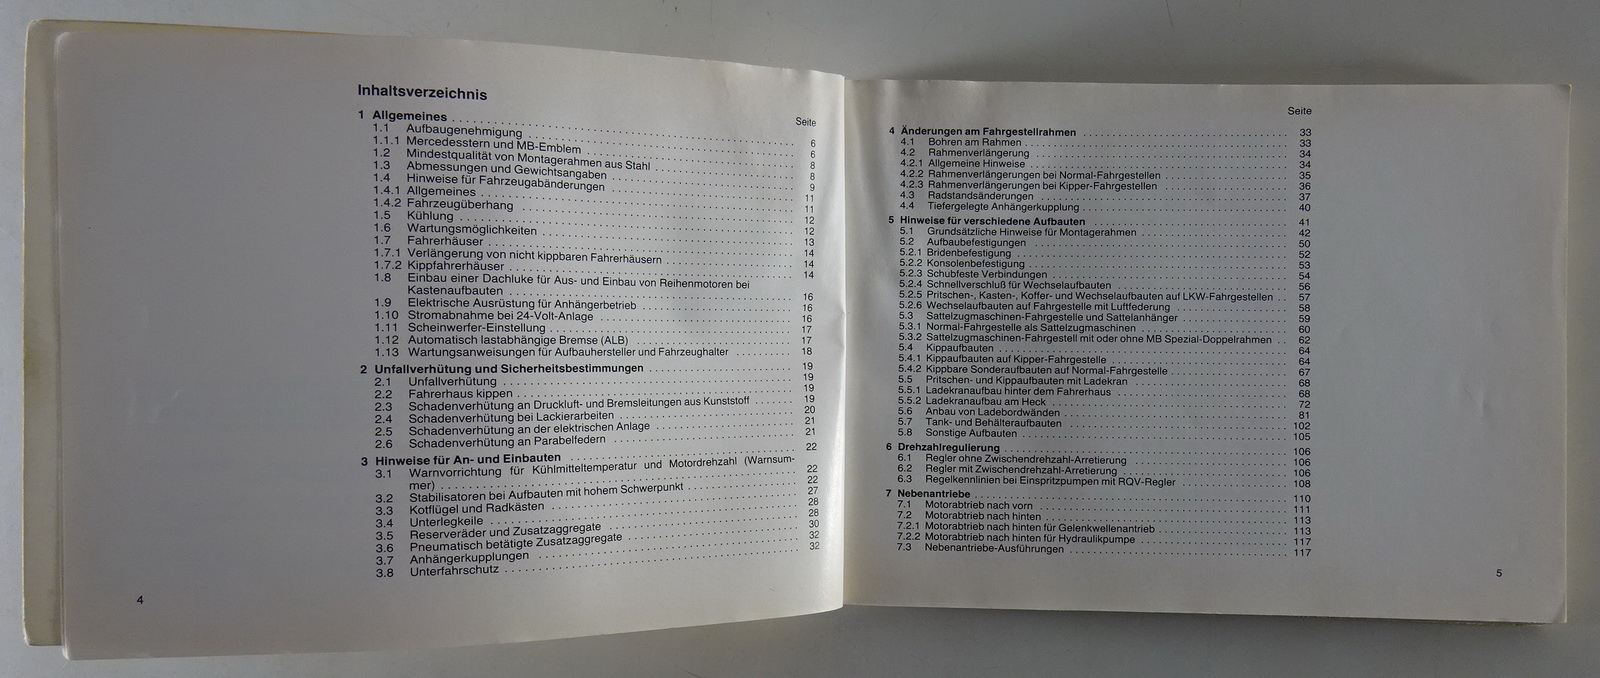 Inhaltsverzeichnis
Seite
1 Allgemeines . . . 6
1.1 Aufbaugenehmigung . . . 6
1.1.1 Mercedesstern und MB-Emblem . . . 8
1.2 Mindestqualität von Montagerahmen aus Stahl . . . 8
1.3 Abmessungen und Gewichtsangaben . . . 9
1.4 Hinweise für Fahrzeugabänderungen . . . 11
1.4.1 Allgemeines . . . 11
1.4.2 Fahrzeugüberhang . . . 12
1.5 Kühlung . . . 12
1.6 Wartungsmöglichkeiten . . . 13
1.7 Fahrerhäuser . . . 14
1.7.1 Verlängerung von nicht kippbaren Fahrerhäusern . . . 14
1.7.2 Kippfahrerhäuser . . . 14
1.8 Einbau einer Dachluke für Aus- und Einbau von Reihenmotoren bei
Kastenaufbauten . . . 16
1.9 Elektrische Ausrüstung für Anhängerbetrieb . . . 16
1.10 Stromabnahme bei 24-Volt-Anlage . . . 16
1.11 Scheinwerfer-Einstellung . . . 17
1.12 Automatisch lastabhängige Bremse (ALB) . . . 17
1.13 Wartungsanweisungen für Aufbauhersteller und Fahrzeughalter . . . 18
2 Unfallverhütung und Sicherheitsbestimmungen . . . 19
2.1 Unfallverhütung . . . 19
2.2 Fahrerhaus kippen . . . 19
2.3 Schadenverhütung an Druckluft- und Bremsleitungen aus Kunststoff . . . 19
2.4 Schadenverhütung bei Lackierarbeiten . . . 20
2.5 Schadenverhütung an der elektrischen Anlage . . . 21
2.6 Schadenverhütung an Parabelfedern . . . 21
3 Hinweise für An- und Einbauten . . . 22
3.1 Warnvorrichtung für Kühlmitteltemperatur und Motordrehzahl (Warnsum-
mer) . . . 22
3.2 Stabilisatoren bei Aufbauten mit hohem Schwerpunkt . . . 22
3.3 Kotflügel und Radkästen . . . 27
3.4 Unterlegkeile . . . 28
3.5 Reserveräder und Zusatzaggregate . . . 28
3.6 Pneumatisch betätigte Zusatzaggregate . . . 30
3.7 Anhängerkupplungen . . . 32
3.8 Unterfahrschutz . . . 32
4
Seite
4 Änderungen am Fahrgestellrahmen . . . 33
4.1 Bohren am Rahmen . . . 33
4.2 Rahmenverlängerung . . . 34
4.2.1 Allgemeine Hinweise . . . 34
4.2.2 Rahmenverlängerungen bei Normal-Fahrgestellen . . . 35
4.2.3 Rahmenverlängerungen bei Kipper-Fahrgestellen . . . 36
4.3 Radstandsänderungen . . . 37
4.4 Tiefergelegte Anhängerkupplung . . . 40
5 Hinweise für verschiedene Aufbauten . . . 41
5.1 Grundsätzliche Hinweise für Montagerahmen . . . 42
5.2 Aufbaubefestigungen . . . 50
5.2.1 Bridenbefestigung . . . 52
5.2.2 Konsolenbefestigung . . . 53
5.2.3 Schubfeste Verbindungen . . . 54
5.2.4 Schnellverschluß für Wechselaufbauten . . . 56
5.2.5 Pritschen-, Kasten-, Koffer- und Wechselaufbauten auf LKW-Fahrgestellen . . 57
5.2.6 Wechselaufbauten auf Fahrgestelle mit Luftfederung . . . 58
5.3 Sattelzugmaschinen-Fahrgestelle und Sattelanhänger . . . 59
5.3.1 Normal-Fahrgestelle als Sattelzugmaschinen . . . 60
5.3.2 Sattelzugmaschinen-Fahrgestell mit oder ohne MB Spezial-Doppelrahmen . . 62
5.4 Kippaufbauten . . . 64
5.4.1 Kippaufbauten auf Kipper-Fahrgestelle . . . 64
5.4.2 Kippbare Sonderaufbauten auf Normal-Fahrgestelle . . . 67
5.5 Pritschen- und Kippaufbauten mit Ladekran . . . 68
5.5.1 Ladekranaufbau hinter dem Fahrerhaus . . . 68
5.5.2 Ladekranaufbau am Heck . . . 72
5.6 Anbau von Ladebordwänden . . . 81
5.7 Tank- und Behälteraufbauten . . . 102
5.8 Sonstige Aufbauten . . . 105
6 Drehzahlregulierung . . . 106
6.1 Regler ohne Zwischendrehzahl-Arretierung . . . 106
6.2 Regler mit Zwischendrehzahl-Arretierung . . . 106
6.3 Regelkennlinien bei Einspritzpumpen mit RQV-Regler . . . 108
7 Nebenantriebe . . . 110
7.1 Motorabtrieb nach vorn . . . 111
7.2 Motorabtrieb nach hinten . . . 113
7.2.1 Motorabtrieb nach hinten für Gelenkwellenantrieb . . . 113
7.2.2 Motorabtrieb nach hinten für Hydraulikpumpe . . . 117
7.3 Nebenantriebe-Ausführungen . . . 117
5